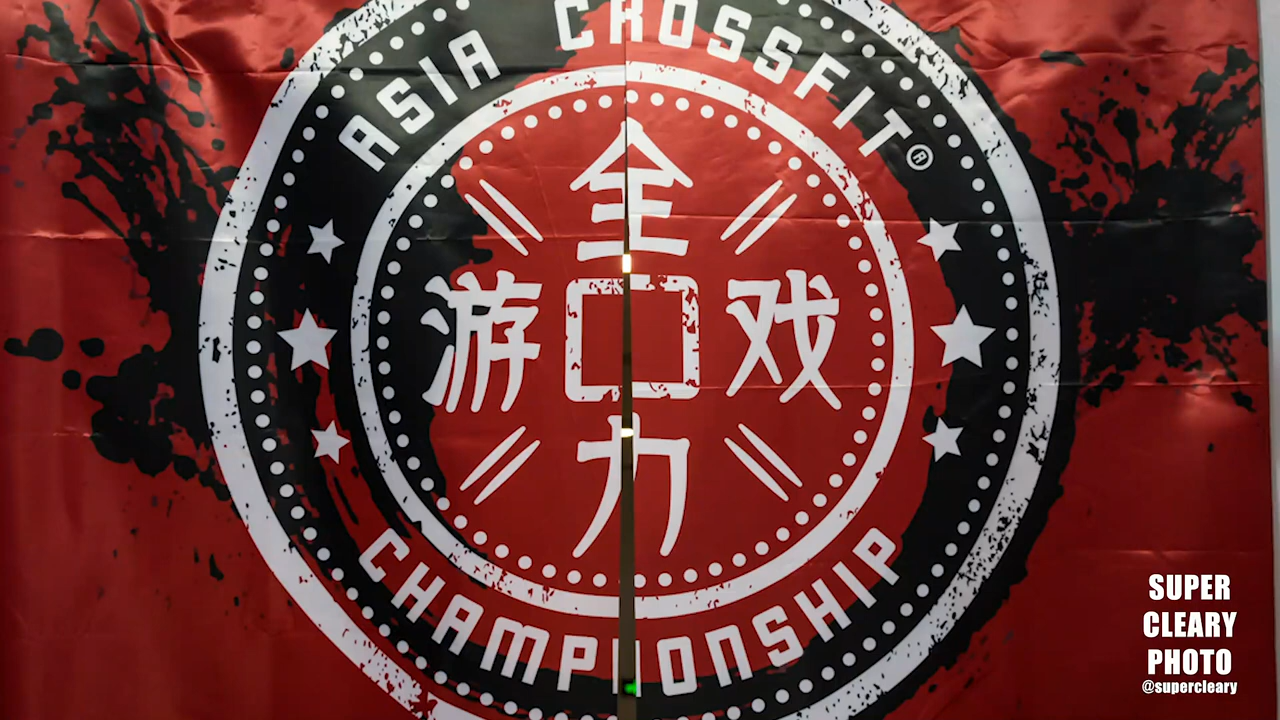 ASIA CROSSFIT®
全
游 口 戏
力
CHAMPIONSHIP
SUPER
CLEARY
PHOTO
@supercleary